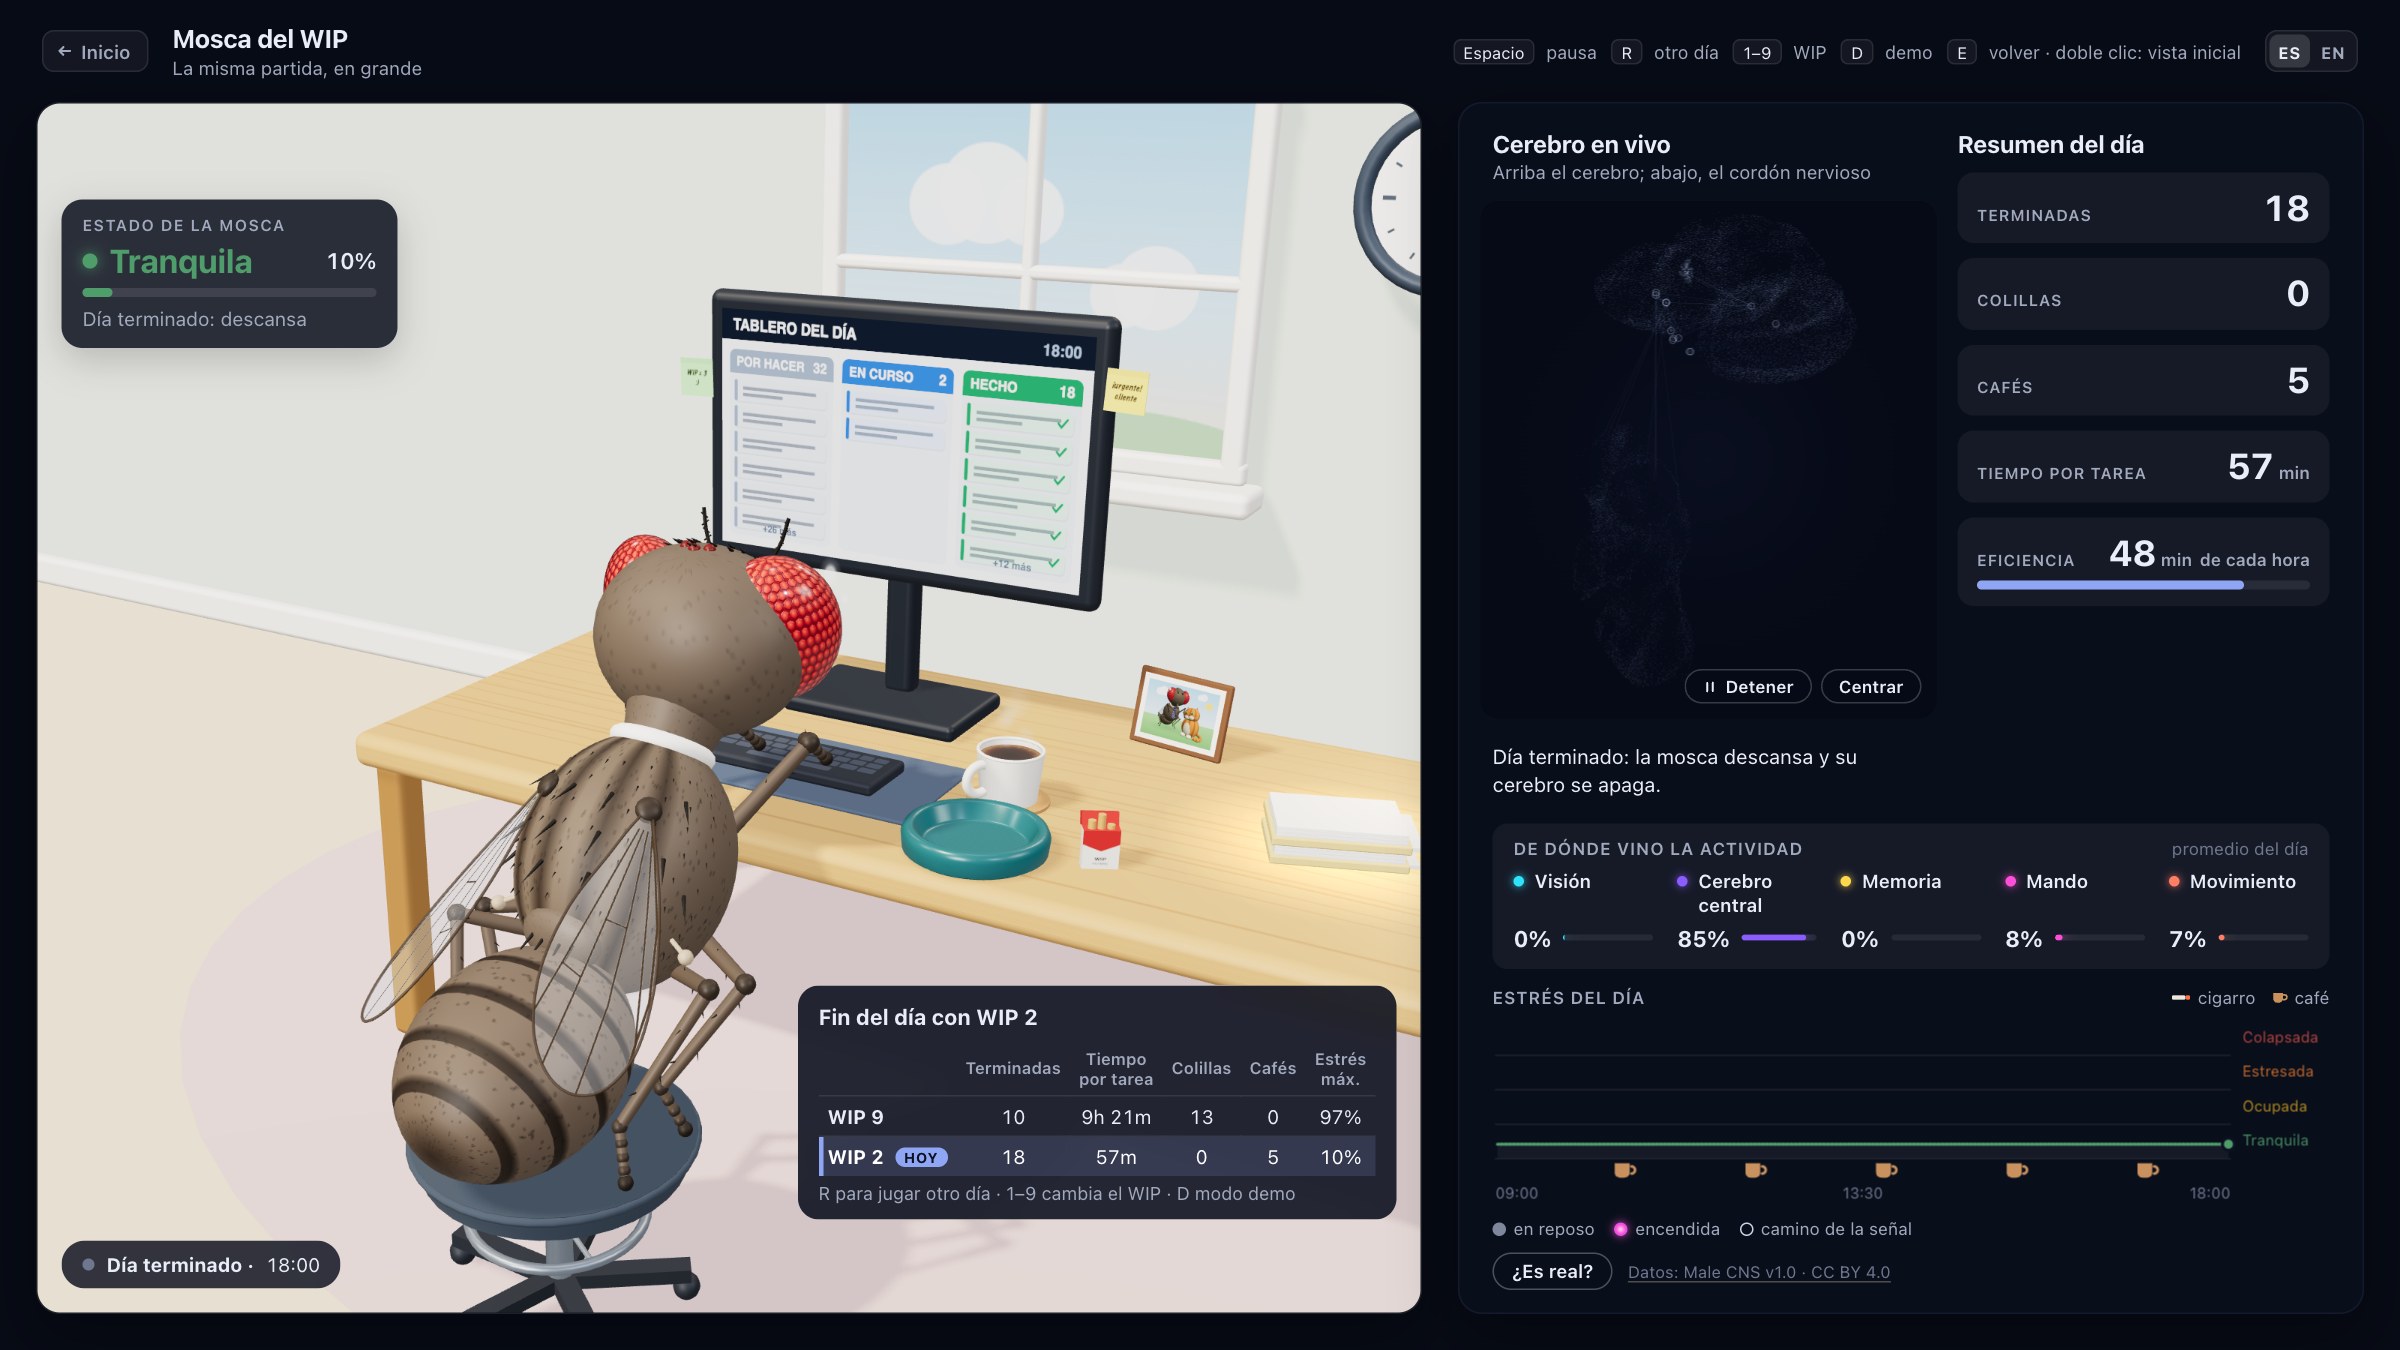 ← Inicio
Mosca del WIP
La misma partida, en grande
Espacio pausa R otro día 1–9 WIP D demo E volver · doble clic: vista inicial
ES EN
ESTADO DE LA MOSCA
Tranquila 10%
Día terminado: descansa
TABLERO DEL DÍA 18:00
POR HACER 32
EN CURSO 2
HECHO 18
+26 más
+12 más
¡urgente!
cliente
WIP
Fin del día con WIP 2
Terminadas Tiempo por tarea Colillas Cafés Estrés máx.
WIP 9 10 9h 21m 13 0 97%
WIP 2 HOY 18 57m 0 5 10%
R para jugar otro día · 1–9 cambia el WIP · D modo demo
Día terminado · 18:00
Cerebro en vivo
Arriba el cerebro; abajo, el cordón nervioso
Detener
Centrar
Día terminado: la mosca descansa y su
cerebro se apaga.
Resumen del día
TERMINADAS 18
COLILLAS 0
CAFÉS 5
TIEMPO POR TAREA 57 min
EFICIENCIA 48 min de cada hora
DE DÓNDE VINO LA ACTIVIDAD promedio del día
Visión
Cerebro central
Memoria
Mando
Movimiento
0% 85% 0% 8% 7%
ESTRÉS DEL DÍA cigarro café
Colapsada
Estresada
Ocupada
Tranquila
09:00 13:30 18:00
en reposo encendida camino de la señal
¿Es real?
Datos: Male CNS v1.0 · CC BY 4.0